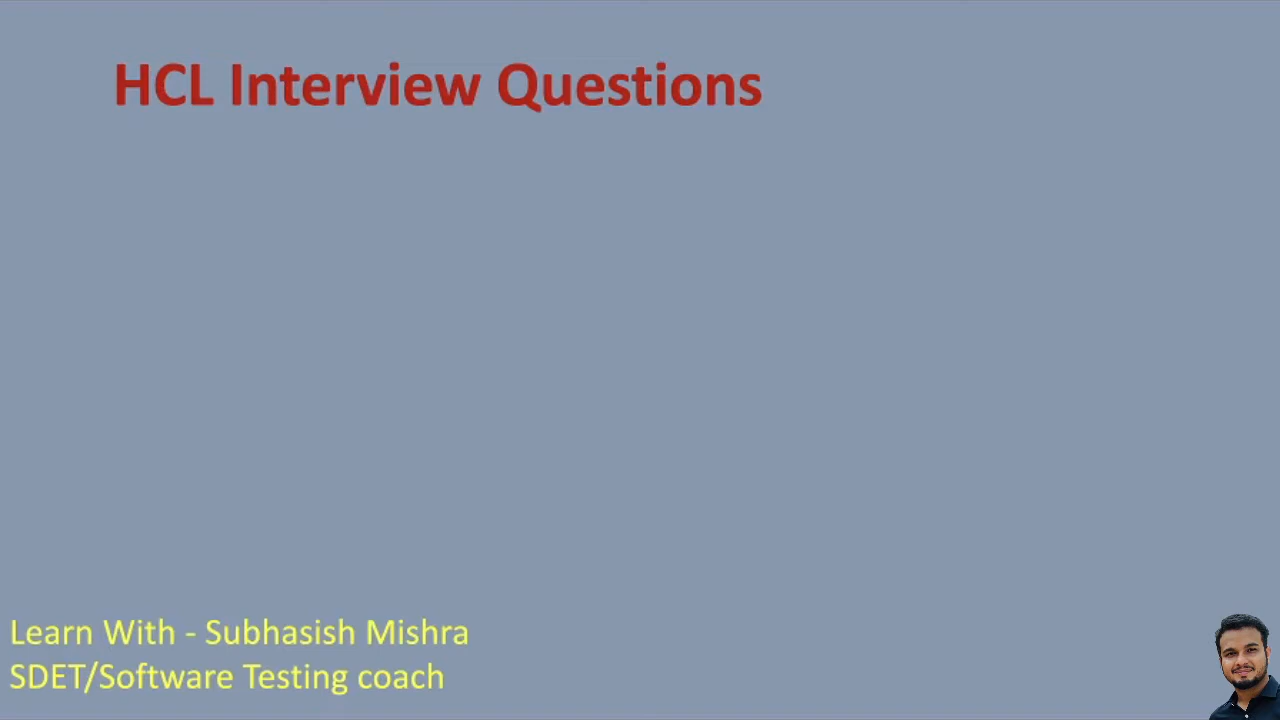 HCL Interview Questions
Learn With - Subhasish Mishra
SDET/Software Testing coach